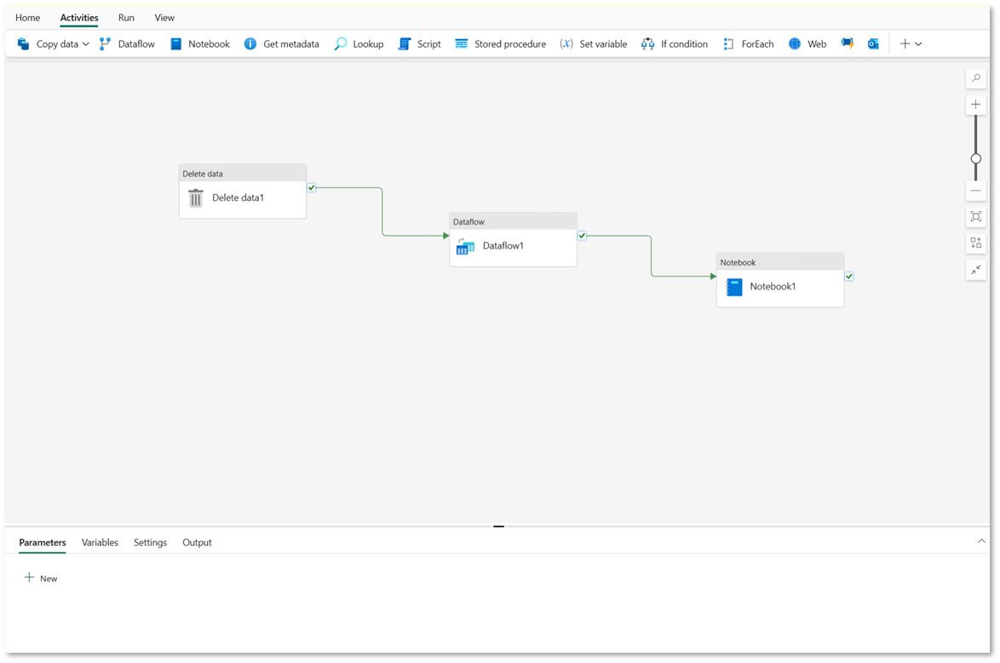 Home Activities Run View
Copy data Dataflow Notebook Get metadata Lookup Script Stored procedure (x) Set variable If condition ForEach Web
Delete data
Delete data1
Dataflow
Dataflow1
Notebook
Notebook1
Parameters Variables Settings Output
New